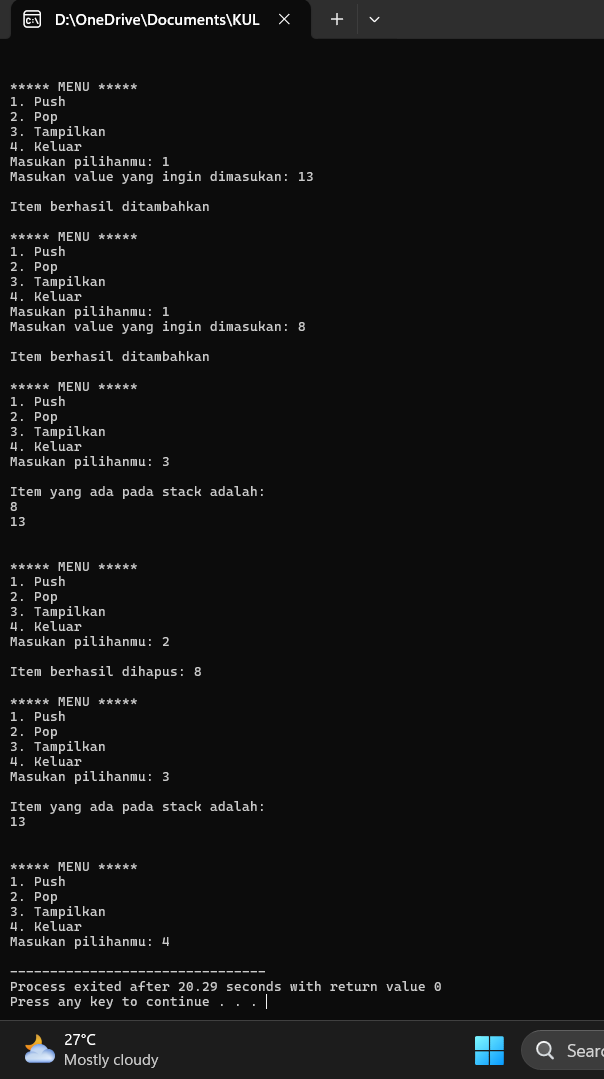 D:\OneDrive\Documents\KUL
***** MENU *****
1. Push
2. Pop
3. Tampilkan
4. Keluar
Masukan pilihanmu: 1
Masukan value yang ingin dimasukan: 13
Item berhasil ditambahkan
***** MENU *****
1. Push
2. Pop
3. Tampilkan
4. Keluar
Masukan pilihanmu: 1
Masukan value yang ingin dimasukan: 8
Item berhasil ditambahkan
***** MENU *****
1. Push
2. Pop
3. Tampilkan
4. Keluar
Masukan pilihanmu: 3
Item yang ada pada stack adalah:
8
13
***** MENU *****
1. Push
2. Pop
3. Tampilkan
4. Keluar
Masukan pilihanmu: 2
Item berhasil dihapus: 8
***** MENU *****
1. Push
2. Pop
3. Tampilkan
4. Keluar
Masukan pilihanmu: 3
Item yang ada pada stack adalah:
13
***** MENU *****
1. Push
2. Pop
3. Tampilkan
4. Keluar
Masukan pilihanmu: 4
--------------------------------
Process exited after 20.29 seconds with return value 0
Press any key to continue . . .
27°C
Mostly cloudy
Sear